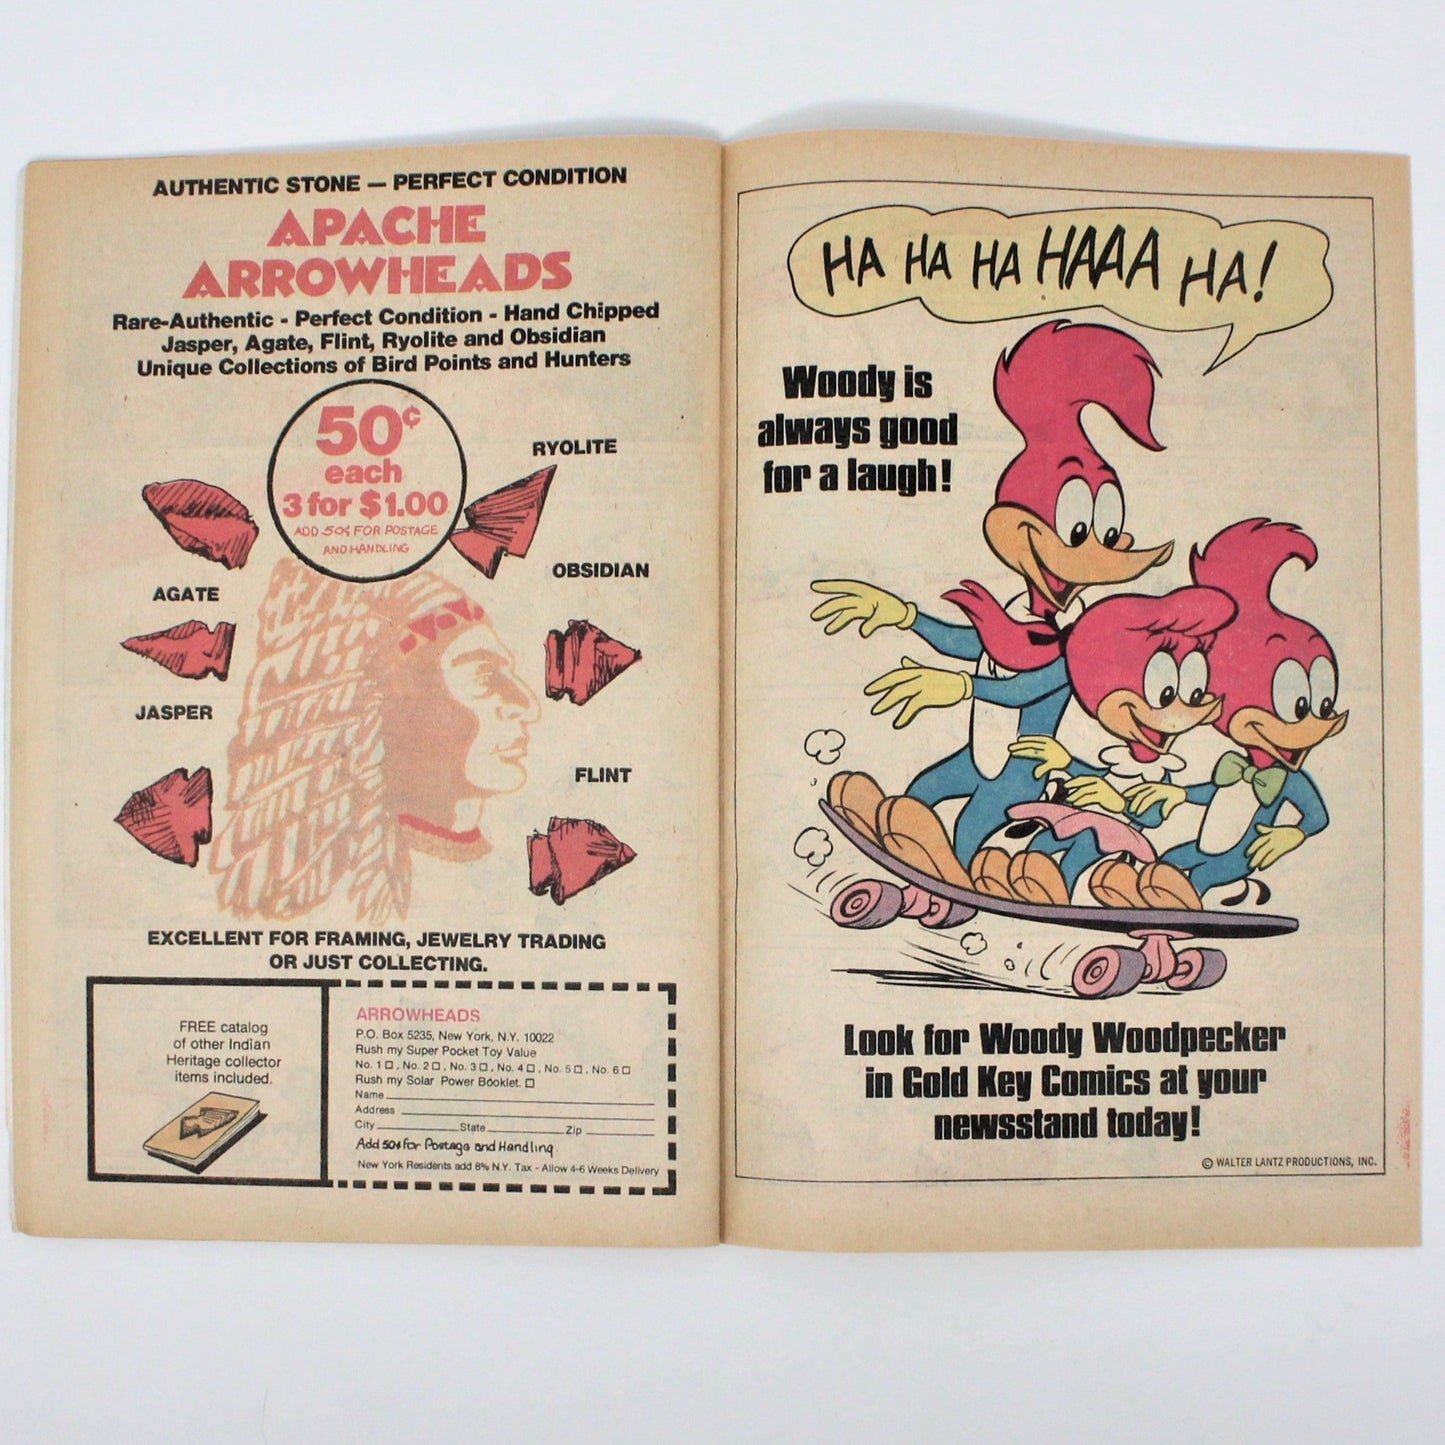 AUTHENTIC STONE — PERFECT CONDITION
APACHE
ARROWHEADS
Rare-Authentic - Perfect Condition - Hand Chipped
Jasper, Agate, Flint, Ryolite and Obsidian
Unique Collections of Bird Points and Hunters
50¢
each
3 for $1.00
ADD 50¢ FOR POSTAGE
AND HANDLING
RYOLITE
OBSIDIAN
AGATE
JASPER
FLINT
EXCELLENT FOR FRAMING, JEWELRY TRADING
OR JUST COLLECTING.
FREE catalog
of other Indian
Heritage collector
items included.
ARROWHEADS
P.O. Box 5235, New York, N.Y. 10022
Rush my Super Pocket Toy Value
No. 1 □, No. 2 □, No. 3 □, No. 4 □, No. 5 □, No. 6 □
Rush my Solar Power Booklet. □
Name
Address
City State Zip
Add 50¢ for Postage and Handling.
New York Residents add 8% N.Y. Tax - Allow 4-6 Weeks Delivery
HA HA HA HAAA HA!
Woody is
always good
for a laugh!
Look for Woody Woodpecker
in Gold Key Comics at your
newsstand today!
© WALTER LANTZ PRODUCTIONS, INC.